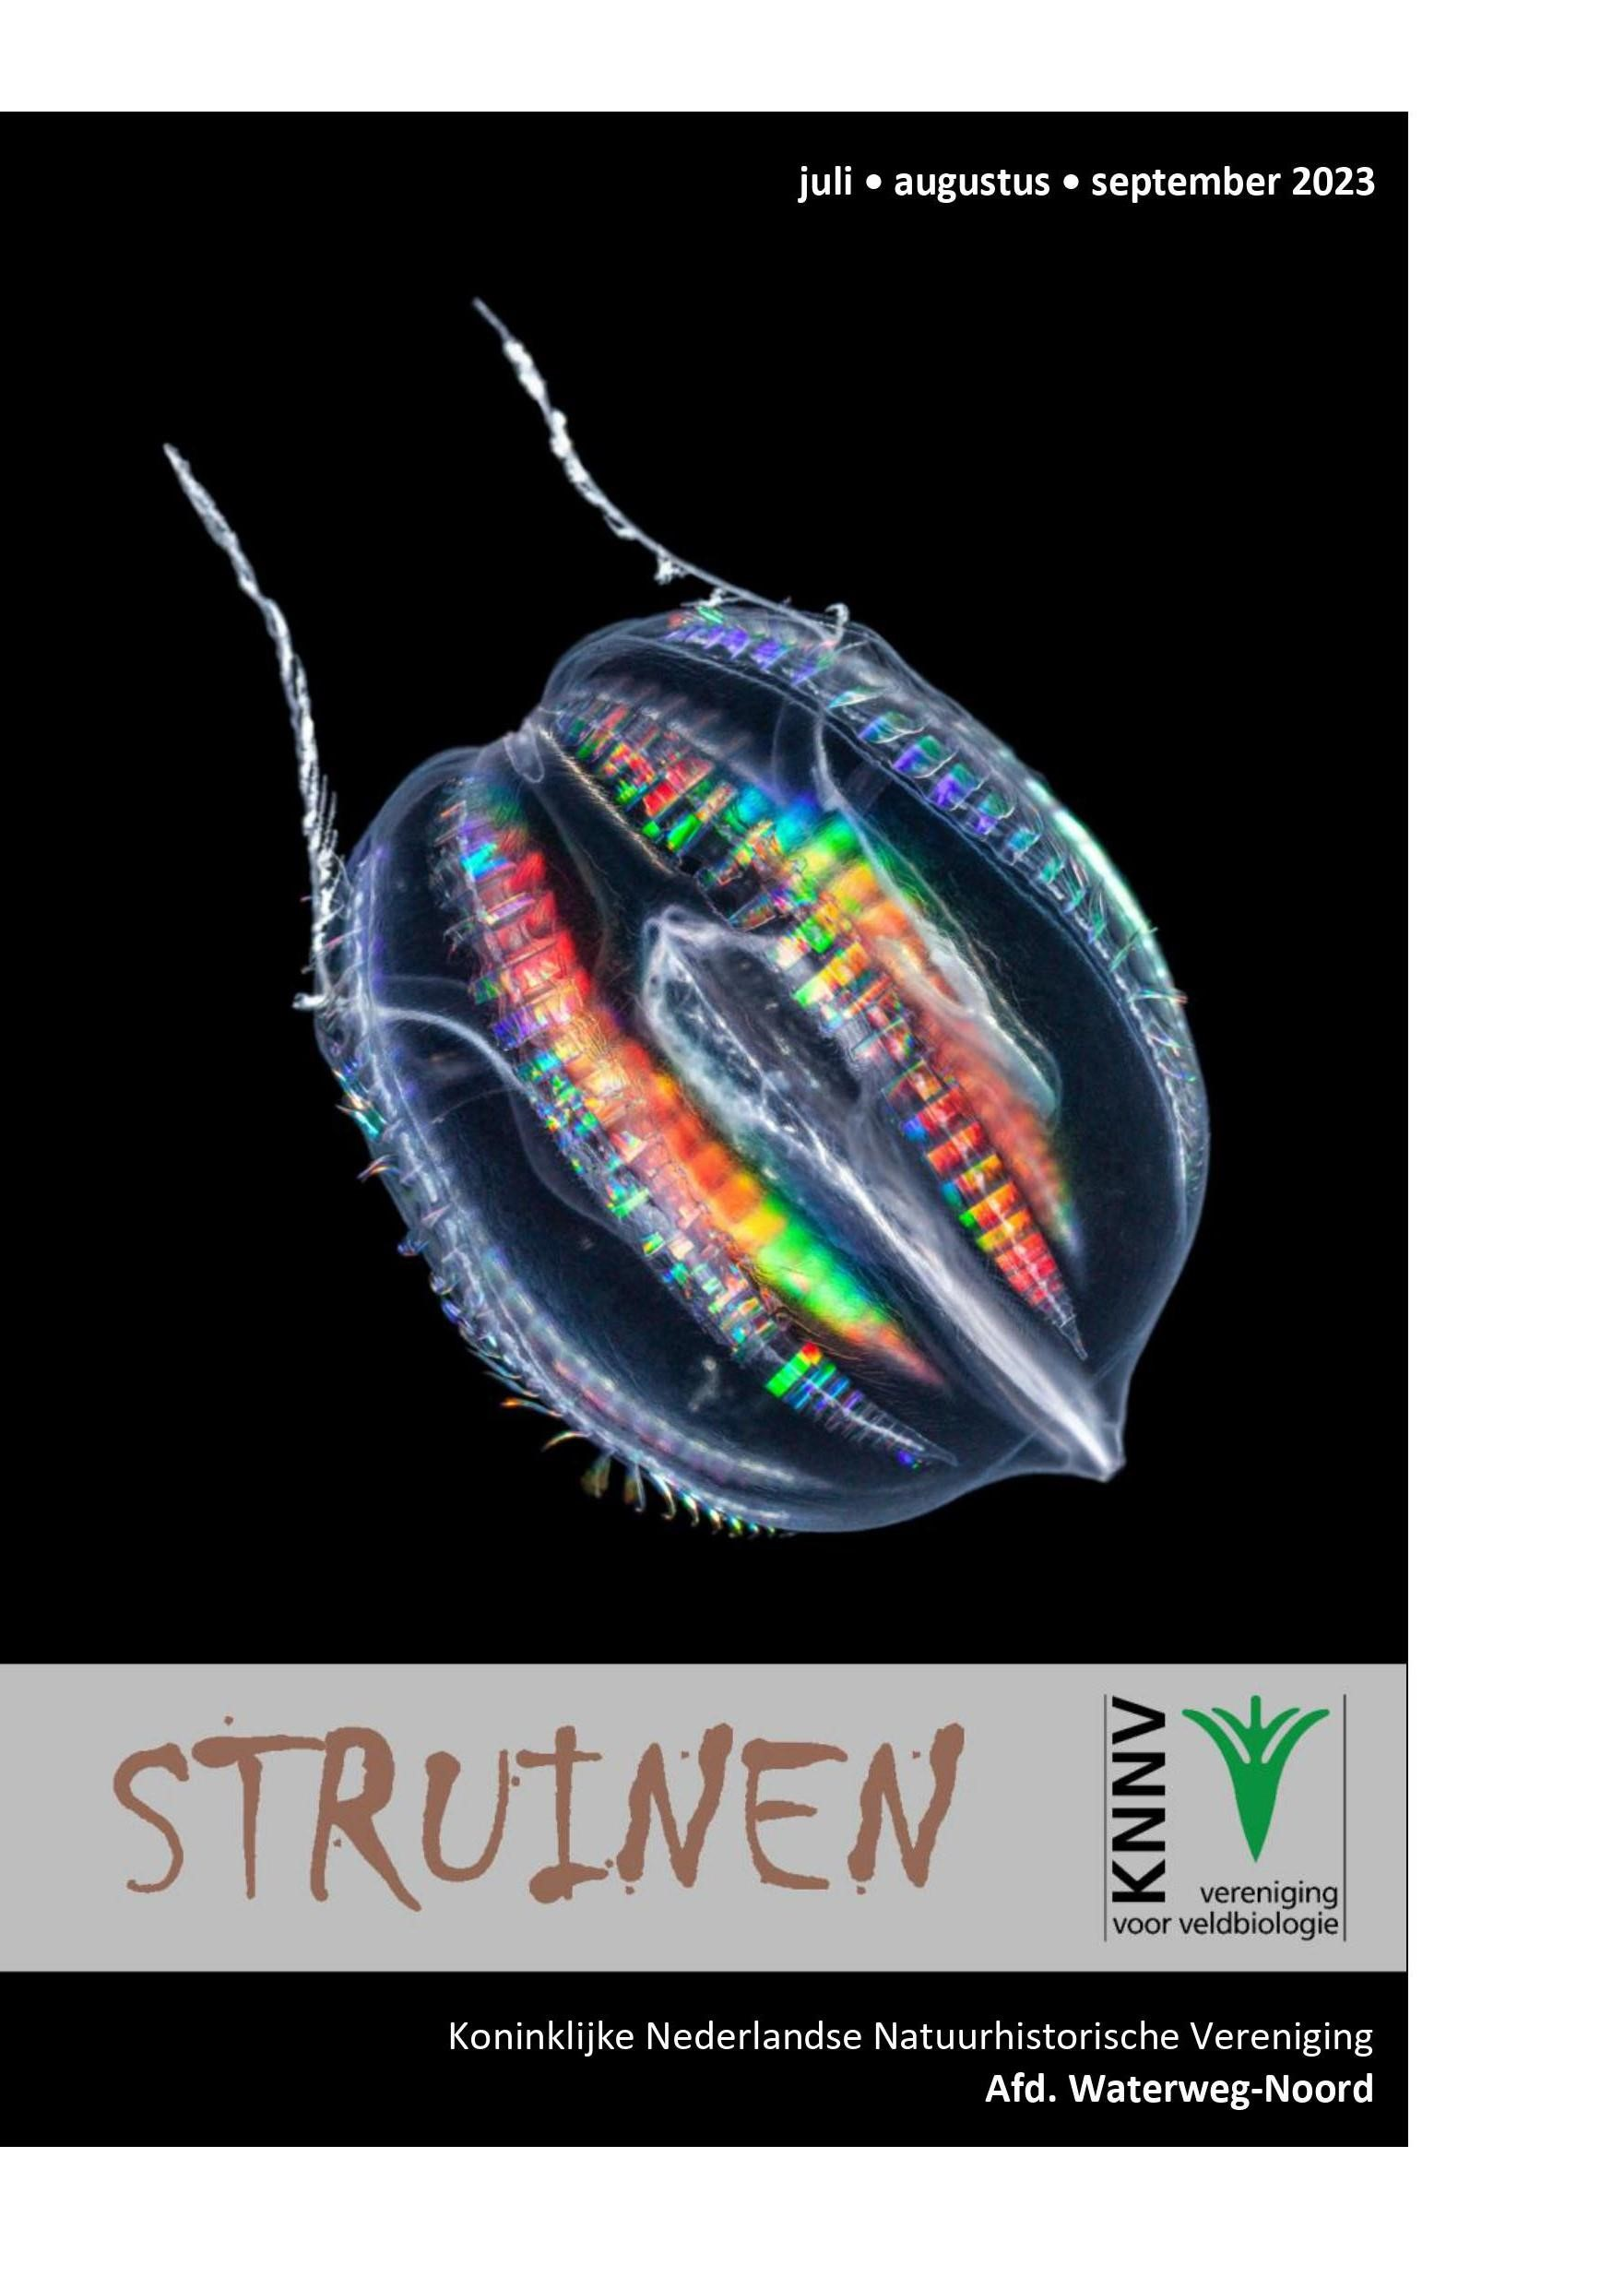 juli • augustus • september 2023
STRUINEN
KNNV
vereniging
voor veldbiologie
Koninklijke Nederlandse Natuurhistorische Vereniging
Afd. Waterweg-Noord